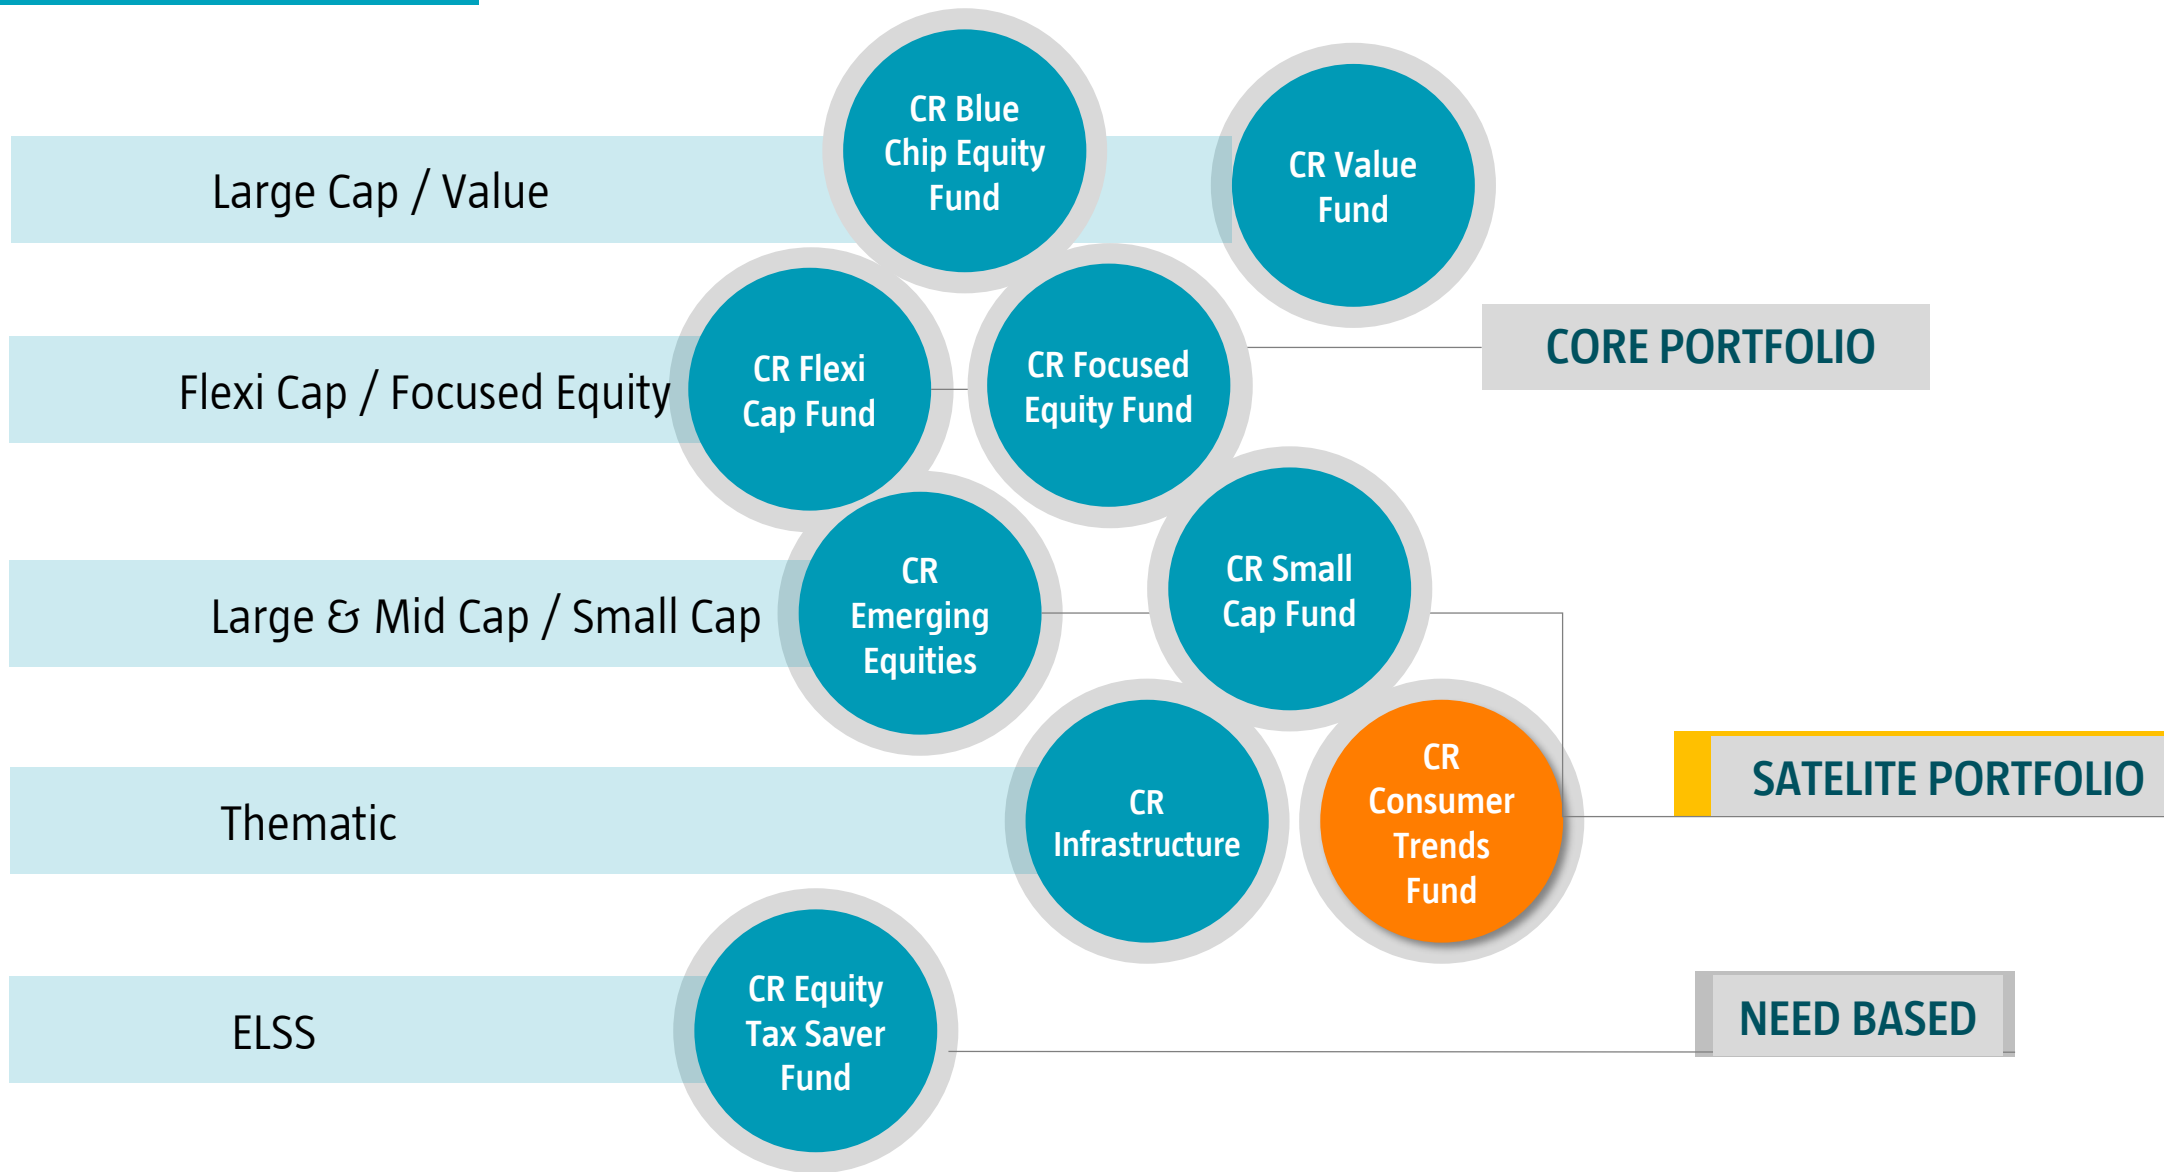 Large Cap / Value
CR Blue
Chip Equity
Fund
CR Value
Fund
Flexi Cap / Focused Equity
CR Flexi
Cap Fund
CR Focused
Equity Fund
CORE PORTFOLIO
Large & Mid Cap / Small Cap
CR
Emerging
Equities
CR Small
Cap Fund
Thematic
CR
Infrastructure
CR
Consumer
Trends
Fund
SATELITE PORTFOLIO
ELSS
CR Equity
Tax Saver
Fund
NEED BASED